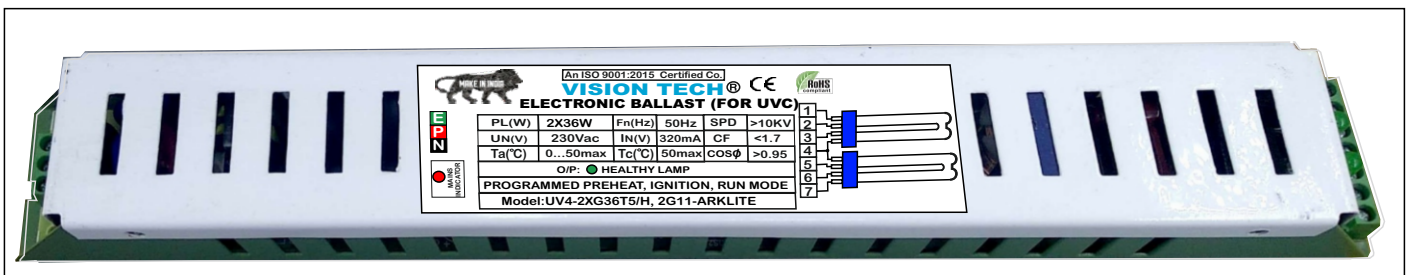 MAKE IN INDIA
An ISO 9001:2015 Certified Co.
VISION TECH® CE
RoHS
compliant
ELECTRONIC BALLAST (FOR UVC)
E
P
N
MAINS
INDICATOR
PL(W) 2X36W Fn(Hz) 50Hz SPD >10KV
UN(V) 230Vac IN(V) 320mA CF <1.7
Ta(℃) 0...50max Tc(℃) 50max COSϕ >0.95
O/P: HEALTHY LAMP
PROGRAMMED PREHEAT, IGNITION, RUN MODE
Model:UV4-2XG36T5/H, 2G11-ARKLITE
1
2
3
4
5
6
7